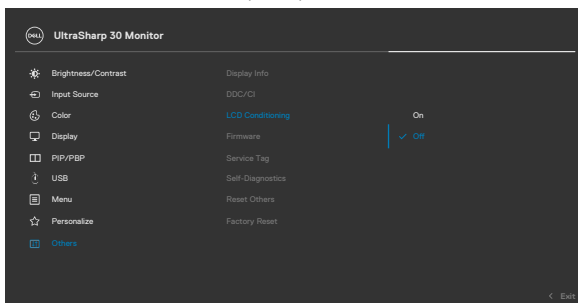 DELL UltraSharp 30 Monitor
Brightness/Contrast Display Info
Input Source DDC/CI
Color LCD Conditioning On
Display Firmware Off
PIP/PBP Service Tag
USB Self-Diagnostics
Menu Reset Others
Personalize Factory Reset
Others
Exit